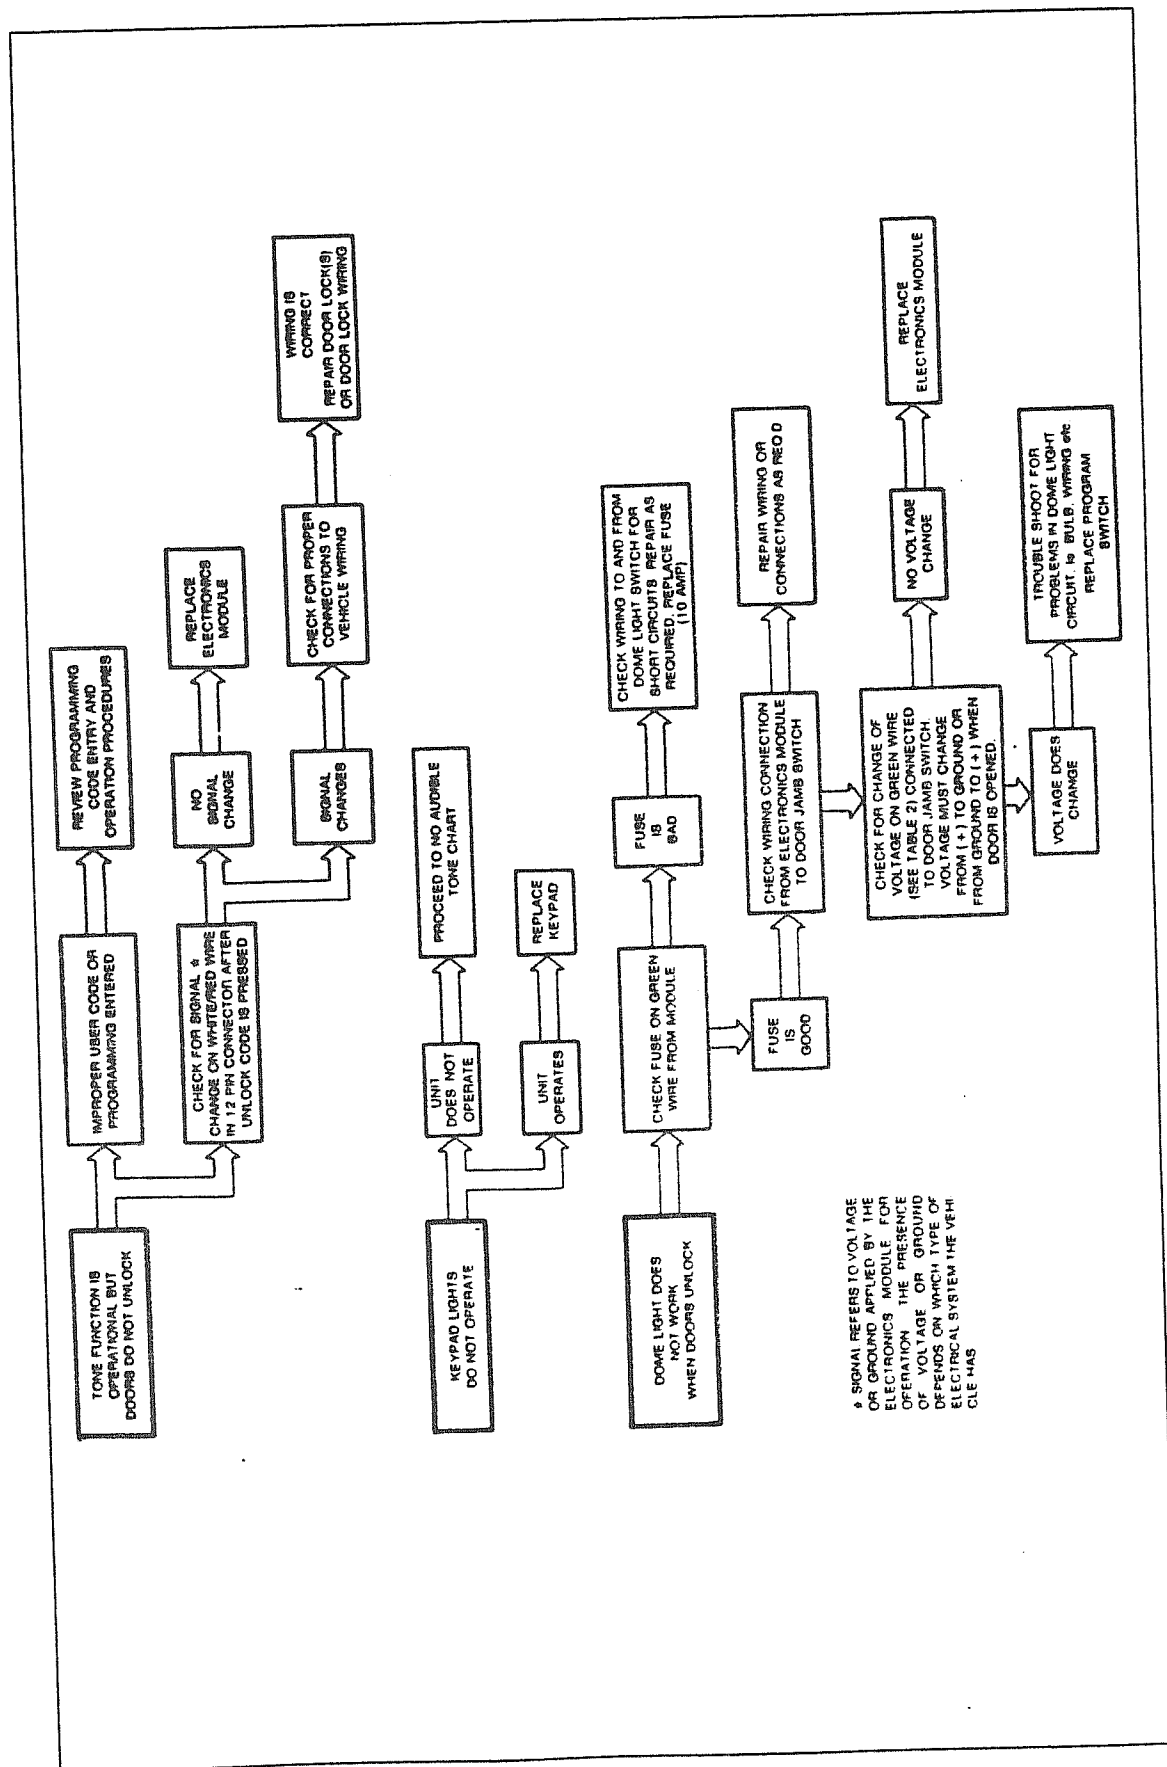 TONE FUNCTION IS
OPERATIONAL BUT
DOORS DO NOT UNLOCK
IMPROPER USER CODE OR
PROGRAMMING ENTERED
REVIEW PROGRAMMING
CODE ENTRY AND
OPERATION PROCEDURES
CHECK FOR SIGNAL *
CHANGE ON WHITE/RED WIRE
IN 12 PIN CONNECTOR AFTER
UNLOCK CODE IS PRESSED
NO
SIGNAL
CHANGE
REPLACE
ELECTRONICS
MODULE
SIGNAL
CHANGES
CHECK FOR PROPER
CONNECTIONS TO
VEHICLE WIRING
WIRING IS
CORRECT
REPAIR DOOR LOCK(S)
OR DOOR LOCK WIRING
KEYPAD LIGHTS
DO NOT OPERATE
UNIT
DOES NOT
OPERATE
PROCEED TO NO AUDIBLE
TONE CHART
UNIT
OPERATES
REPLACE
KEYPAD
DOME LIGHT DOES
NOT WORK
WHEN DOORS UNLOCK
CHECK FUSE ON GREEN
WIRE FROM MODULE
FUSE
IS
BAD
CHECK WIRING TO AND FROM
DOME LIGHT SWITCH FOR
SHORT CIRCUITS REPAIR AS
REQUIRED. REPLACE FUSE
(10 AMP)
FUSE
IS
GOOD
CHECK WIRING CONNECTION
FROM ELECTRONICS MODULE
TO DOOR JAMB SWITCH
REPAIR WIRING OR
CONNECTIONS AS REQ D
CHECK FOR CHANGE OF
VOLTAGE ON GREEN WIRE
(SEE TABLE 2) CONNECTED
TO DOOR JAMB SWITCH.
VOLTAGE MUST CHANGE
FROM (+) TO GROUND OR
FROM GROUND TO (+) WHEN
DOOR IS OPENED.
NO VOLTAGE
CHANGE
REPLACE
ELECTRONICS MODULE
VOLTAGE DOES
CHANGE
TROUBLE SHOOT FOR
PROBLEMS IN DOME LIGHT
CIRCUIT. ie BULB, WIRING etc
REPLACE PROGRAM
SWITCH
* SIGNAL REFERS TO VOLTAGE
OR GROUND APPLIED BY THE
ELECTRONICS MODULE FOR
OPERATION THE PRESENCE
OF VOLTAGE OR GROUND
DEPENDS ON WHICH TYPE OF
ELECTRICAL SYSTEM THE VEHI
CLE HAS